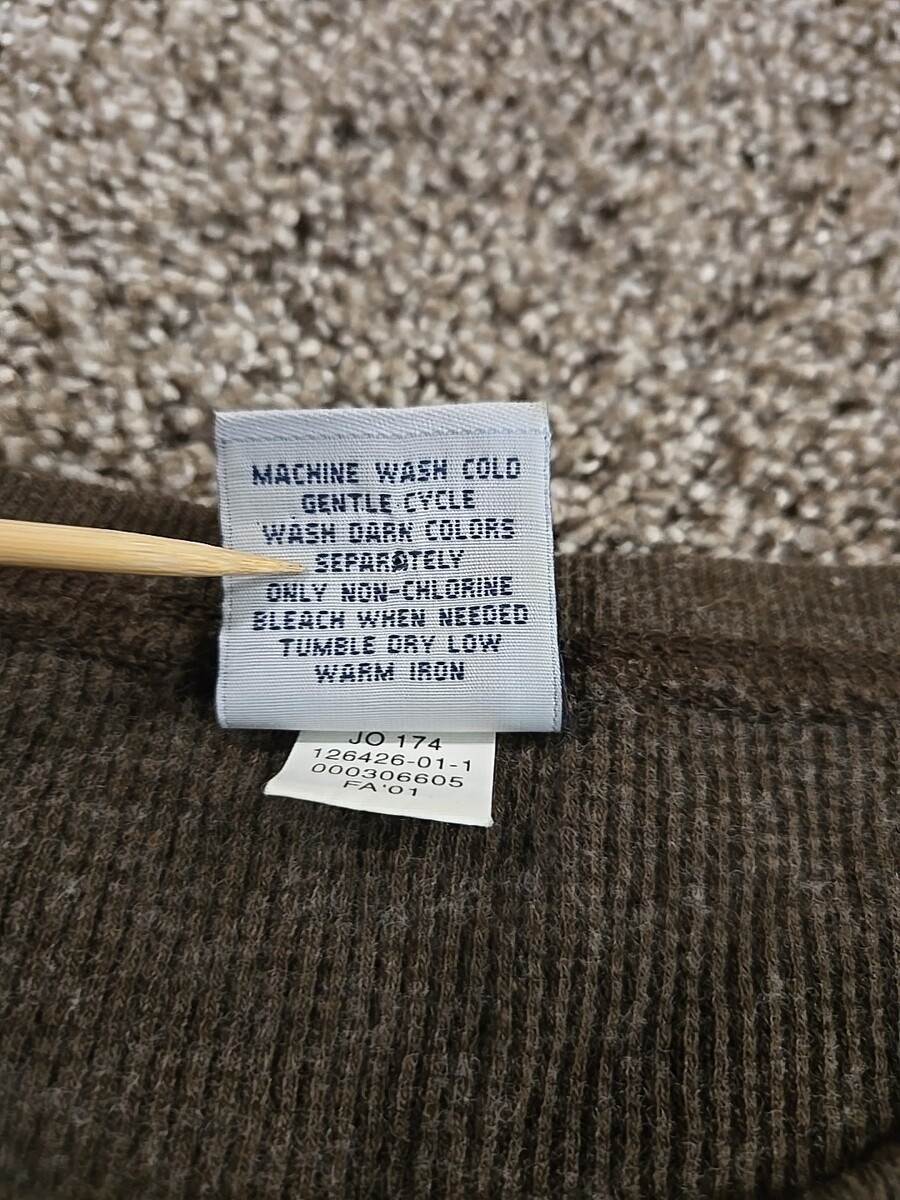 MACHINE WASH COLD
GENTLE CYCLE
WASH DARK COLORS
SEPARATELY
ONLY NON-CHLORINE
BLEACH WHEN NEEDED
TUMBLE DRY LOW
WARM IRON
JO 174
126426-01-1
000306605
FA'01